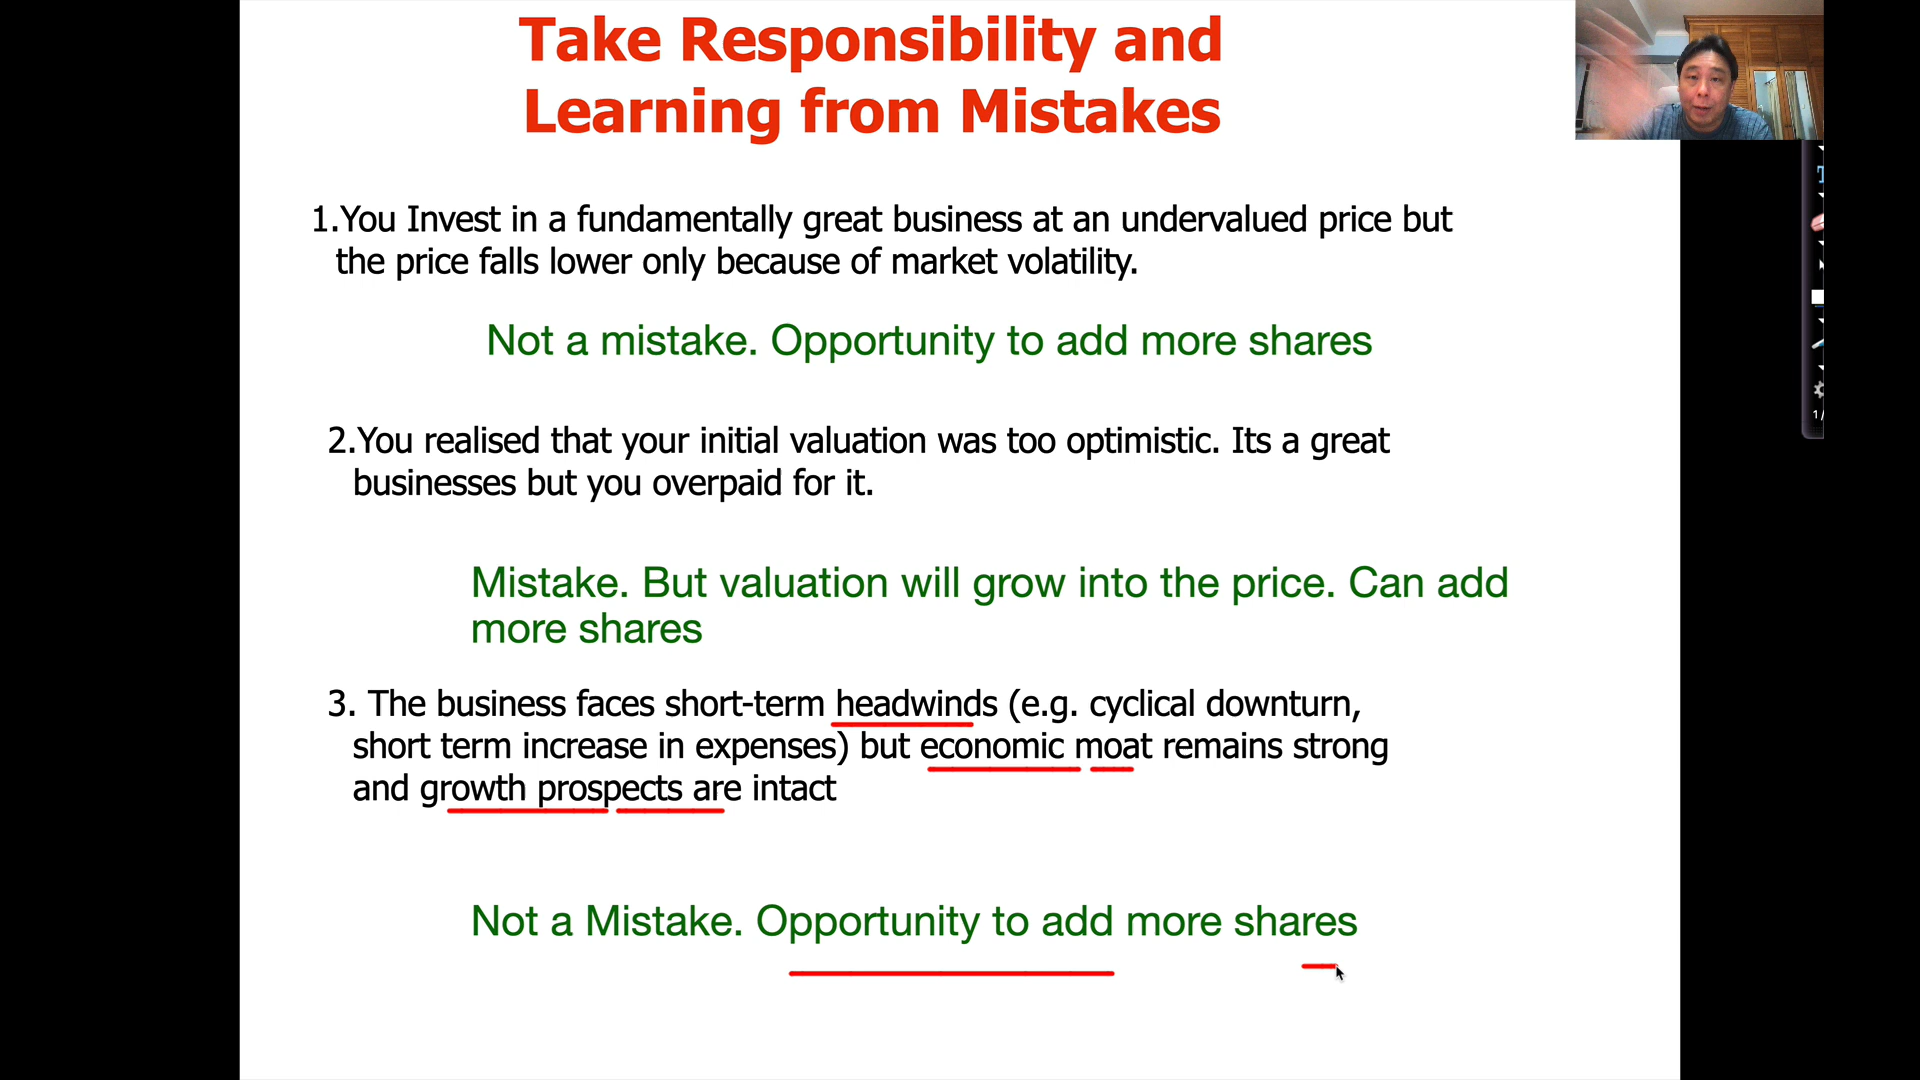 Take Responsibility and
Learning from Mistakes
1.You Invest in a fundamentally great business at an undervalued price but
the price falls lower only because of market volatility.
Not a mistake. Opportunity to add more shares
2.You realised that your initial valuation was too optimistic. Its a great
businesses but you overpaid for it.
Mistake. But valuation will grow into the price. Can add
more shares
3. The business faces short-term headwinds (e.g. cyclical downturn,
short term increase in expenses) but economic moat remains strong
and growth prospects are intact
Not a Mistake. Opportunity to add more shares